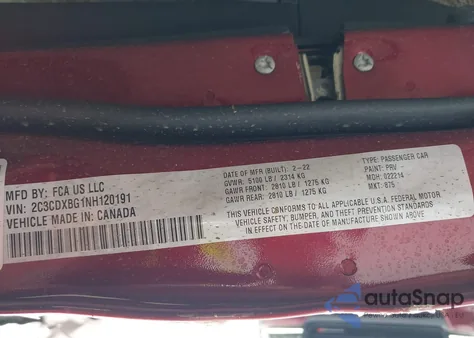 MFD BY: FCA US LLC
VIN: 2C3CDXBG1NH120191
VEHICLE MADE IN: CANADA
DATE OF MFR (BUILT): 2-22
GVWR: 5100 LB / 2314 KG
GAWR FRONT: 2810 LB / 1275 KG
GAWR REAR: 2810 LB / 1275 KG
TYPE: PASSENGER CAR
PAINT: PRV -
MDH: 022214
MKT: 875
THIS VEHICLE CONFORMS TO ALL APPLICABLE U.S.A. FEDERAL MOTOR
VEHICLE SAFETY, BUMPER, AND THEFT PREVENTION STANDARDS
IN EFFECT ON THE DATE OF MANUFACTURE SHOWN ABOVE
autoSnap